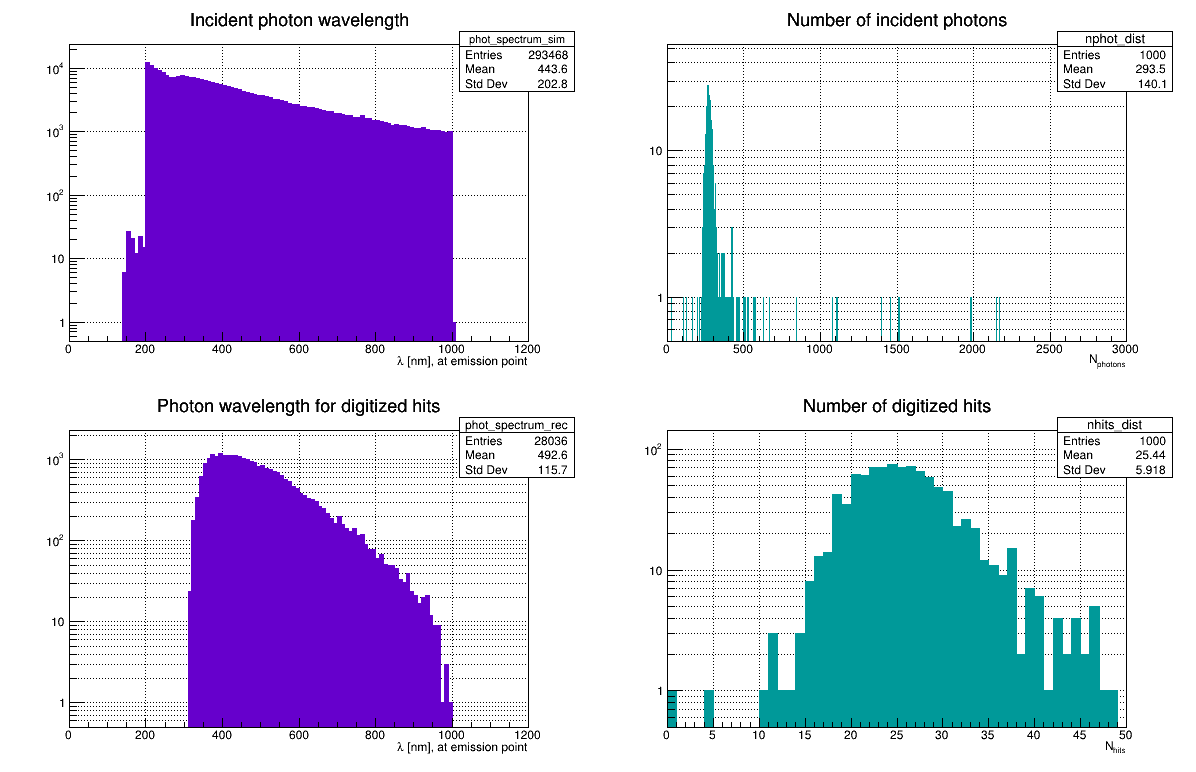 Incident photon wavelength
phot_spectrum_sim
Entries 293468
Mean 443.6
Std Dev 202.8
10^4
10^3
10^2
10
1
0 200 400 600 800 1000 1200
λ [nm], at emission point
Number of incident photons
nphot_dist
Entries 1000
Mean 293.5
Std Dev 140.1
10
1
0 500 1000 1500 2000 2500 3000
N_photons
Photon wavelength for digitized hits
phot_spectrum_rec
Entries 28036
Mean 492.6
Std Dev 115.7
10^3
10^2
10
1
0 200 400 600 800 1000 1200
λ [nm], at emission point
Number of digitized hits
nhits_dist
Entries 1000
Mean 25.44
Std Dev 5.918
10^2
10
1
0 5 10 15 20 25 30 35 40 45 50
N_hits